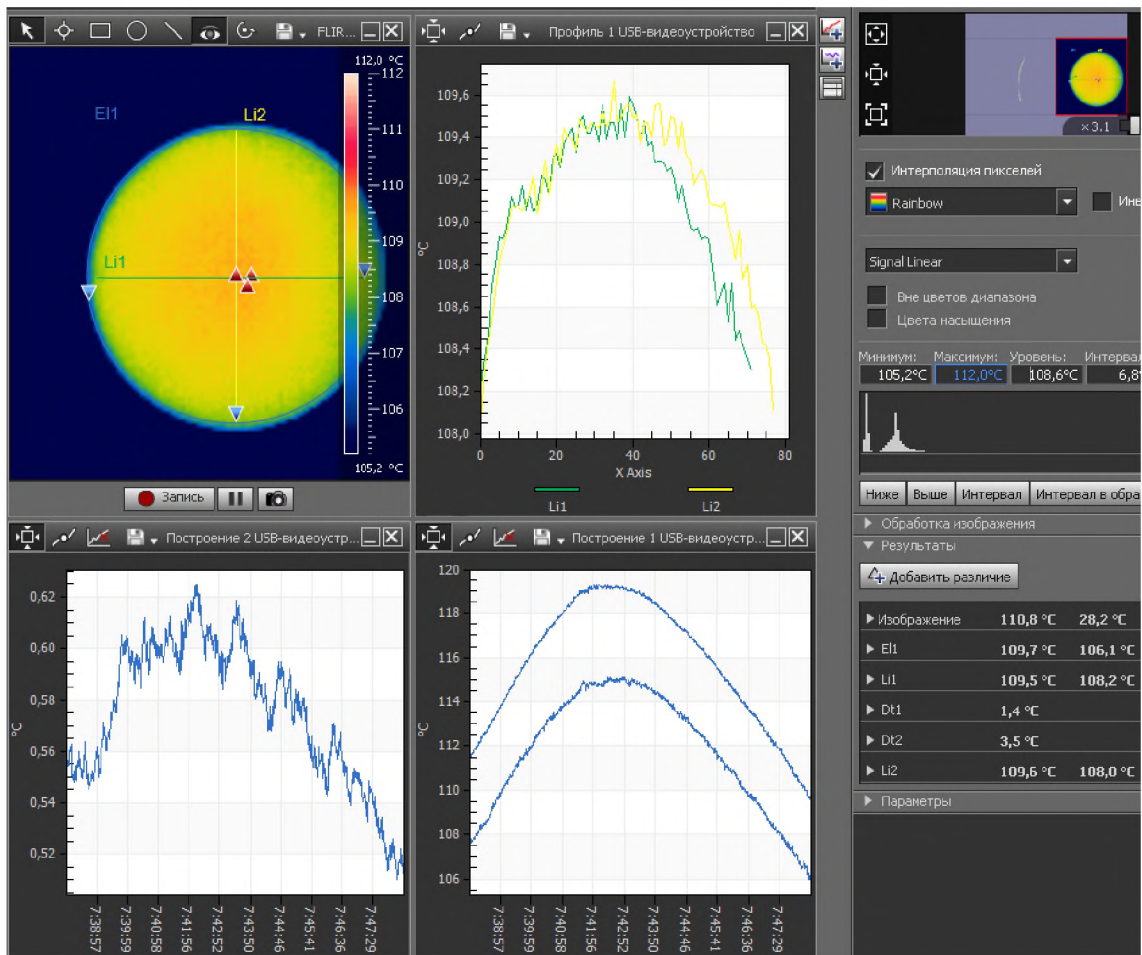 FLIR...
112,0 °C
112
111
110
109
108
107
106
105,2 °C
El1
Li2
Li1
Запись
Профиль 1 USB-видеоустройство
°C
109,6
109,4
109,2
109,0
108,8
108,6
108,4
108,2
108,0
0
20
40
60
80
X Axis
Li1
Li2
×3.1
Интерполяция пикселей
Rainbow
Инв
Signal Linear
Вне цветов диапазона
Цвета насыщения
Минимум: Максимум: Уровень: Интервал
105,2°C 112,0°C 108,6°C 6,8°
Ниже Выше Интервал Интервал в обра
Обработка изображения
Результаты
Добавить различие
Изображение 110,8 °C 28,2 °C
El1 109,7 °C 106,1 °C
Li1 109,5 °C 108,2 °C
Dt1 1,4 °C
Dt2 3,5 °C
Li2 109,6 °C 108,0 °C
Параметры
Построение 2 USB-видеоустр...
°C
0,62
0,60
0,58
0,56
0,54
0,52
7:38:57
7:39:59
7:40:58
7:41:56
7:42:52
7:43:50
7:44:46
7:45:41
7:46:36
7:47:29
Построение 1 USB-видеоустр...
°C
120
118
116
114
112
110
108
106
7:38:57
7:39:59
7:40:58
7:41:56
7:42:52
7:43:50
7:44:46
7:45:41
7:46:36
7:47:29